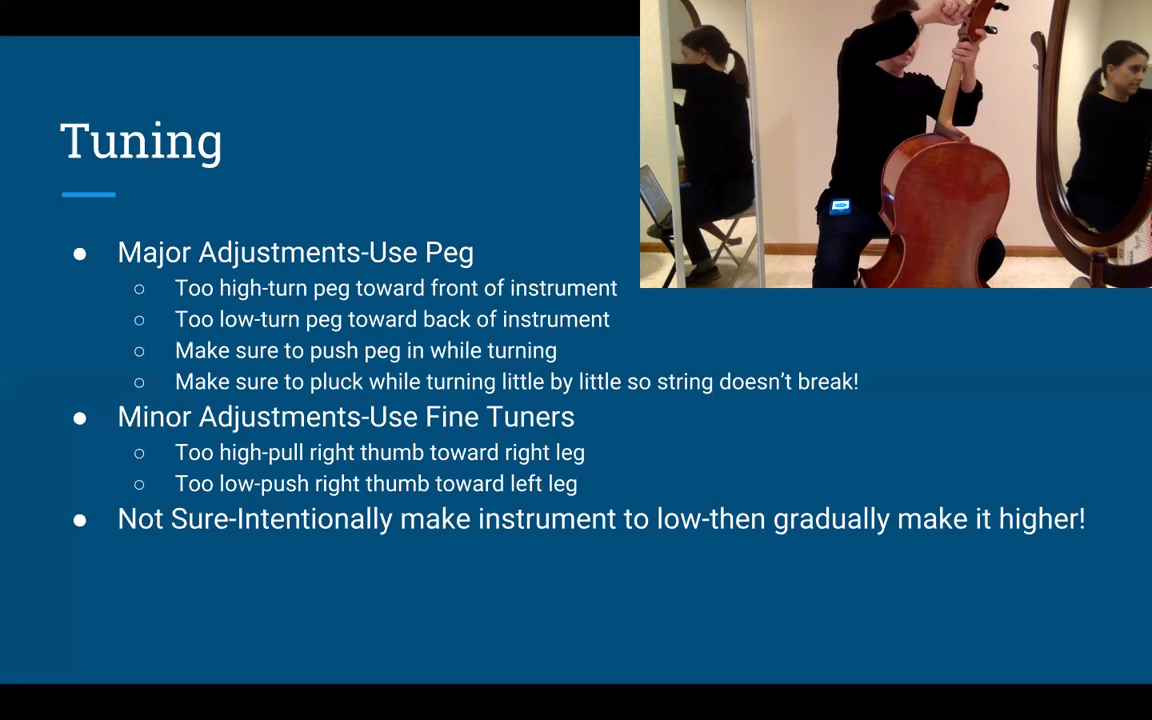 Tuning
● Major Adjustments-Use Peg
○ Too high-turn peg toward front of instrument
○ Too low-turn peg toward back of instrument
○ Make sure to push peg in while turning
○ Make sure to pluck while turning little by little so string doesn’t break!
● Minor Adjustments-Use Fine Tuners
○ Too high-pull right thumb toward right leg
○ Too low-push right thumb toward left leg
● Not Sure-Intentionally make instrument to low-then gradually make it higher!